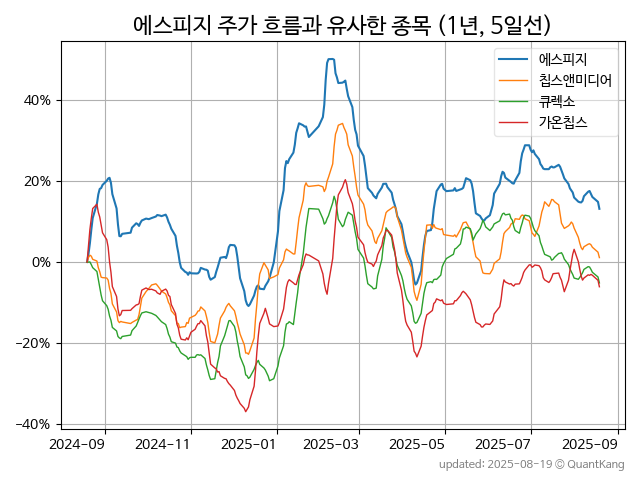 에스피지 주가 흐름과 유사한 종목 (1년, 5일선)
에스피지
칩스앤미디어
큐렉소
가온칩스
40%
20%
0%
−20%
−40%
2024-09
2024-11
2025-01
2025-03
2025-05
2025-07
2025-09
updated: 2025-08-19 © QuantKang